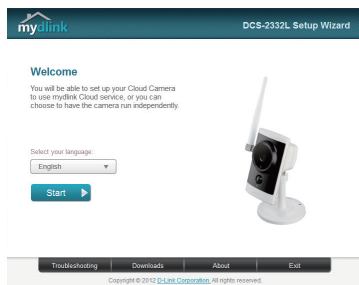 mydlink
DCS-2332L Setup Wizard
Welcome
You will be able to set up your Cloud Camera
to use mydlink Cloud service, or you can
choose to have the camera run independently.
Select your language:
English
Start
Troubleshooting
Downloads
About
Exit
Copyright © 2012 D-Link Corporation. All rights reserved.